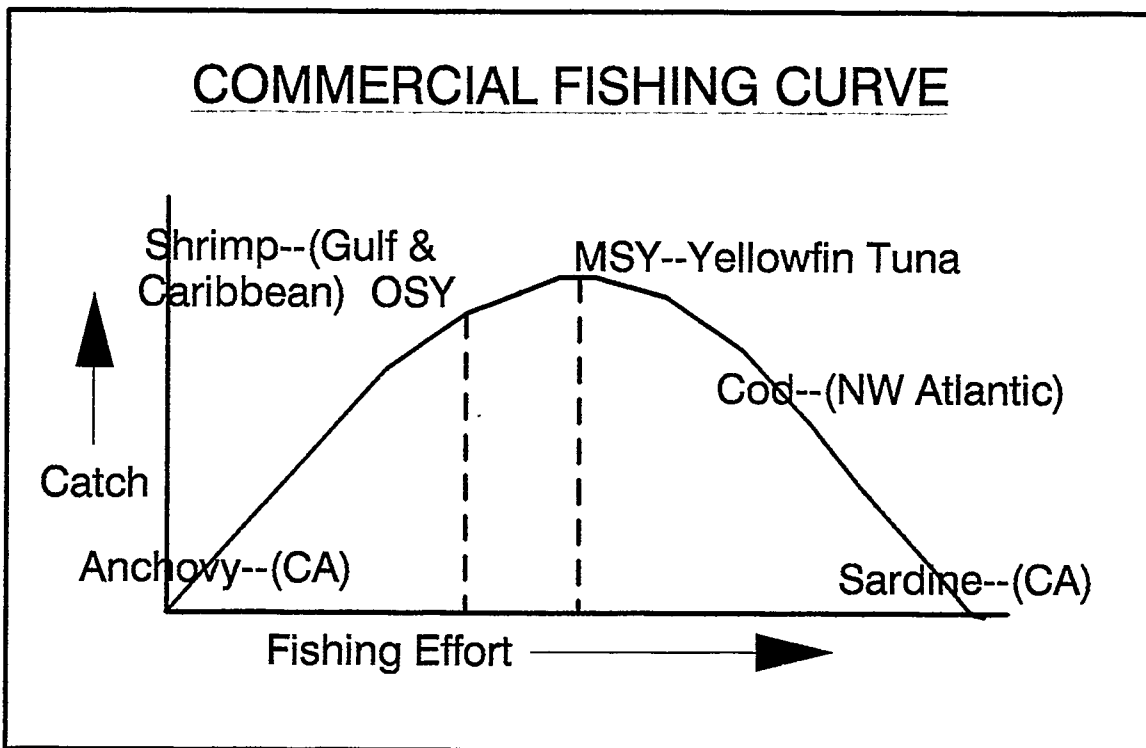 COMMERCIAL FISHING CURVE
Shrimp--(Gulf &
Caribbean) OSY
MSY--Yellowfin Tuna
Cod--(NW Atlantic)
Catch
Anchovy--(CA)
Sardine--(CA)
Fishing Effort